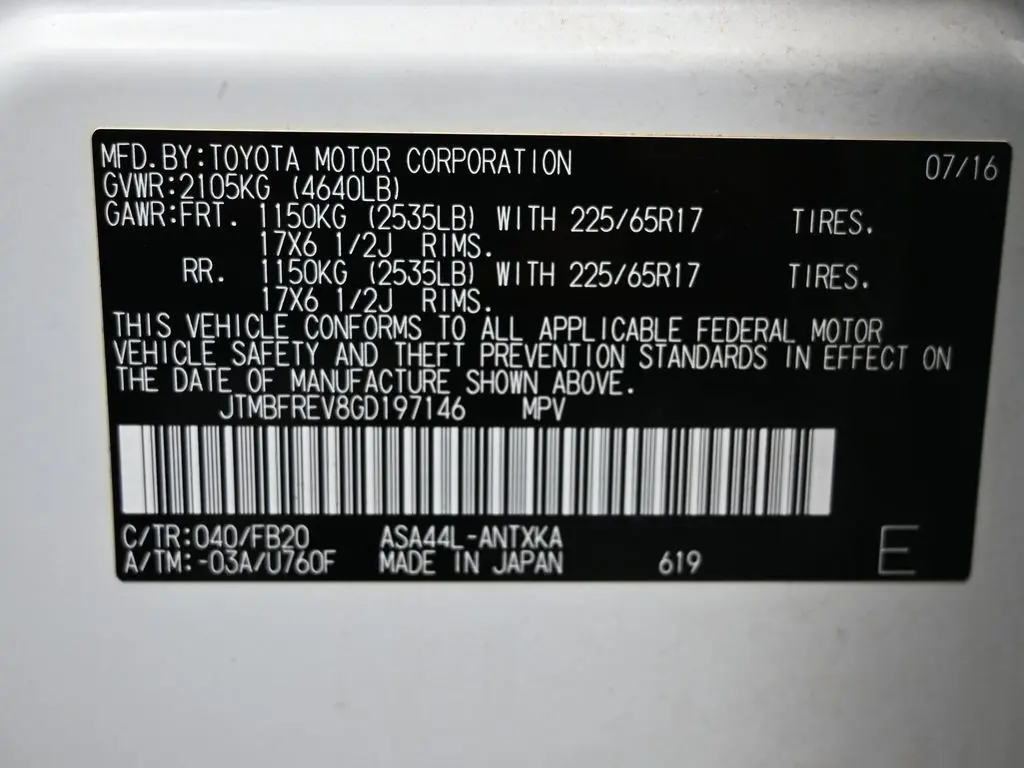 MFD.BY:TOYOTA MOTOR CORPORATION 07/16
GVWR:2105KG (4640LB)
GAWR:FRT. 1150KG (2535LB) WITH 225/65R17 TIRES.
17X6 1/2J RIMS.
RR. 1150KG (2535LB) WITH 225/65R17 TIRES.
17X6 1/2J RIMS.
THIS VEHICLE CONFORMS TO ALL APPLICABLE FEDERAL MOTOR
VEHICLE SAFETY AND THEFT PREVENTION STANDARDS IN EFFECT ON
THE DATE OF MANUFACTURE SHOWN ABOVE.
JTMBFREV8GD197146 MPV
C/TR:040/FB20 ASA44L-ANTXKA
A/TM:-03A/U760F MADE IN JAPAN 619 E